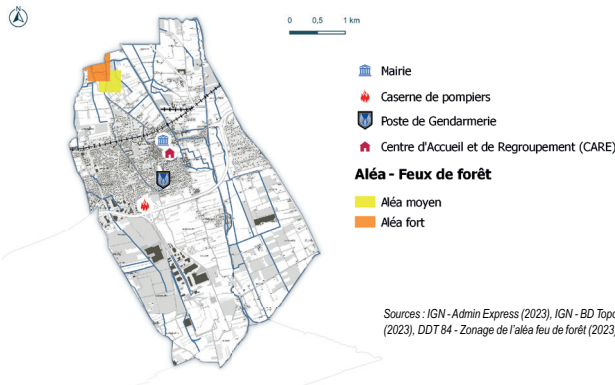 N
0 0,5 1 km
Mairie
Caserne de pompiers
Poste de Gendarmerie
Centre d'Accueil et de Regroupement (CARE)
Aléa - Feux de forêt
Aléa moyen
Aléa fort
Sources : IGN - Admin Express (2023), IGN - BD Topo
(2023), DDT 84 - Zonage de l'aléa feu de forêt (2023)